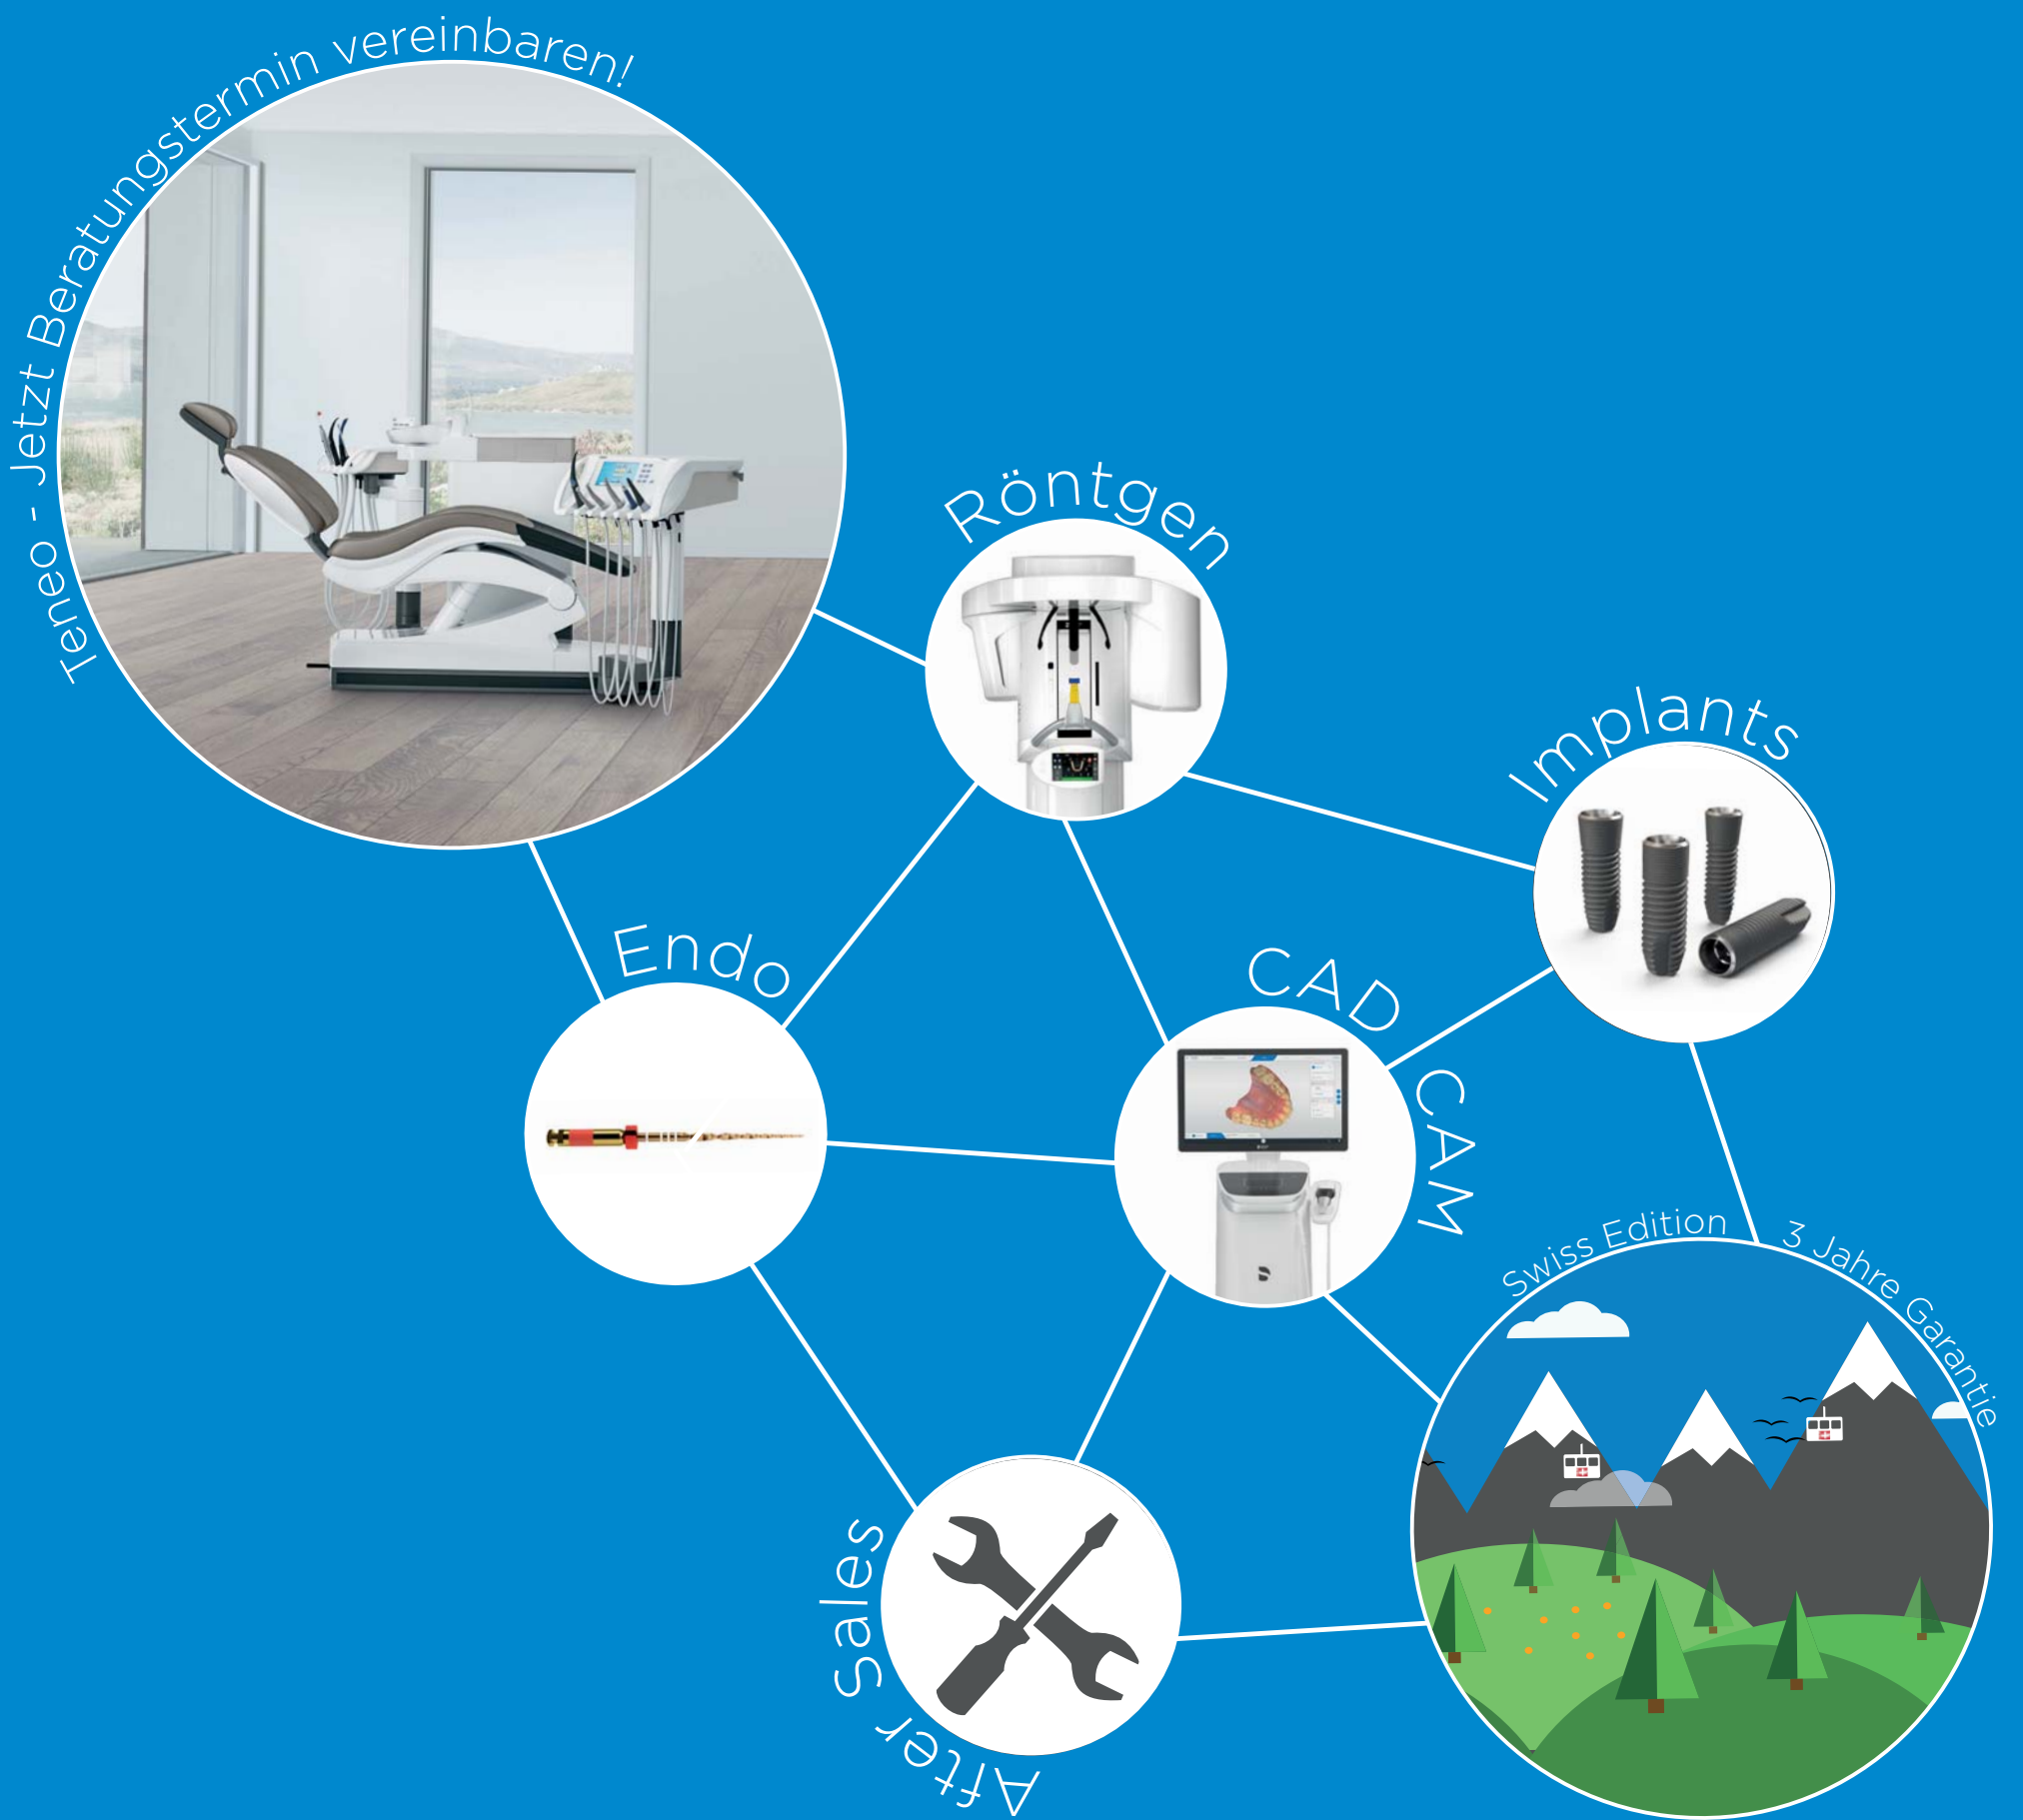 Teneo - Jetzt Beratungstermin vereinbaren!
Röntgen
Implants
Endo
CAD CAM
Swiss Edition 3 Jahre Garantie
After Sales